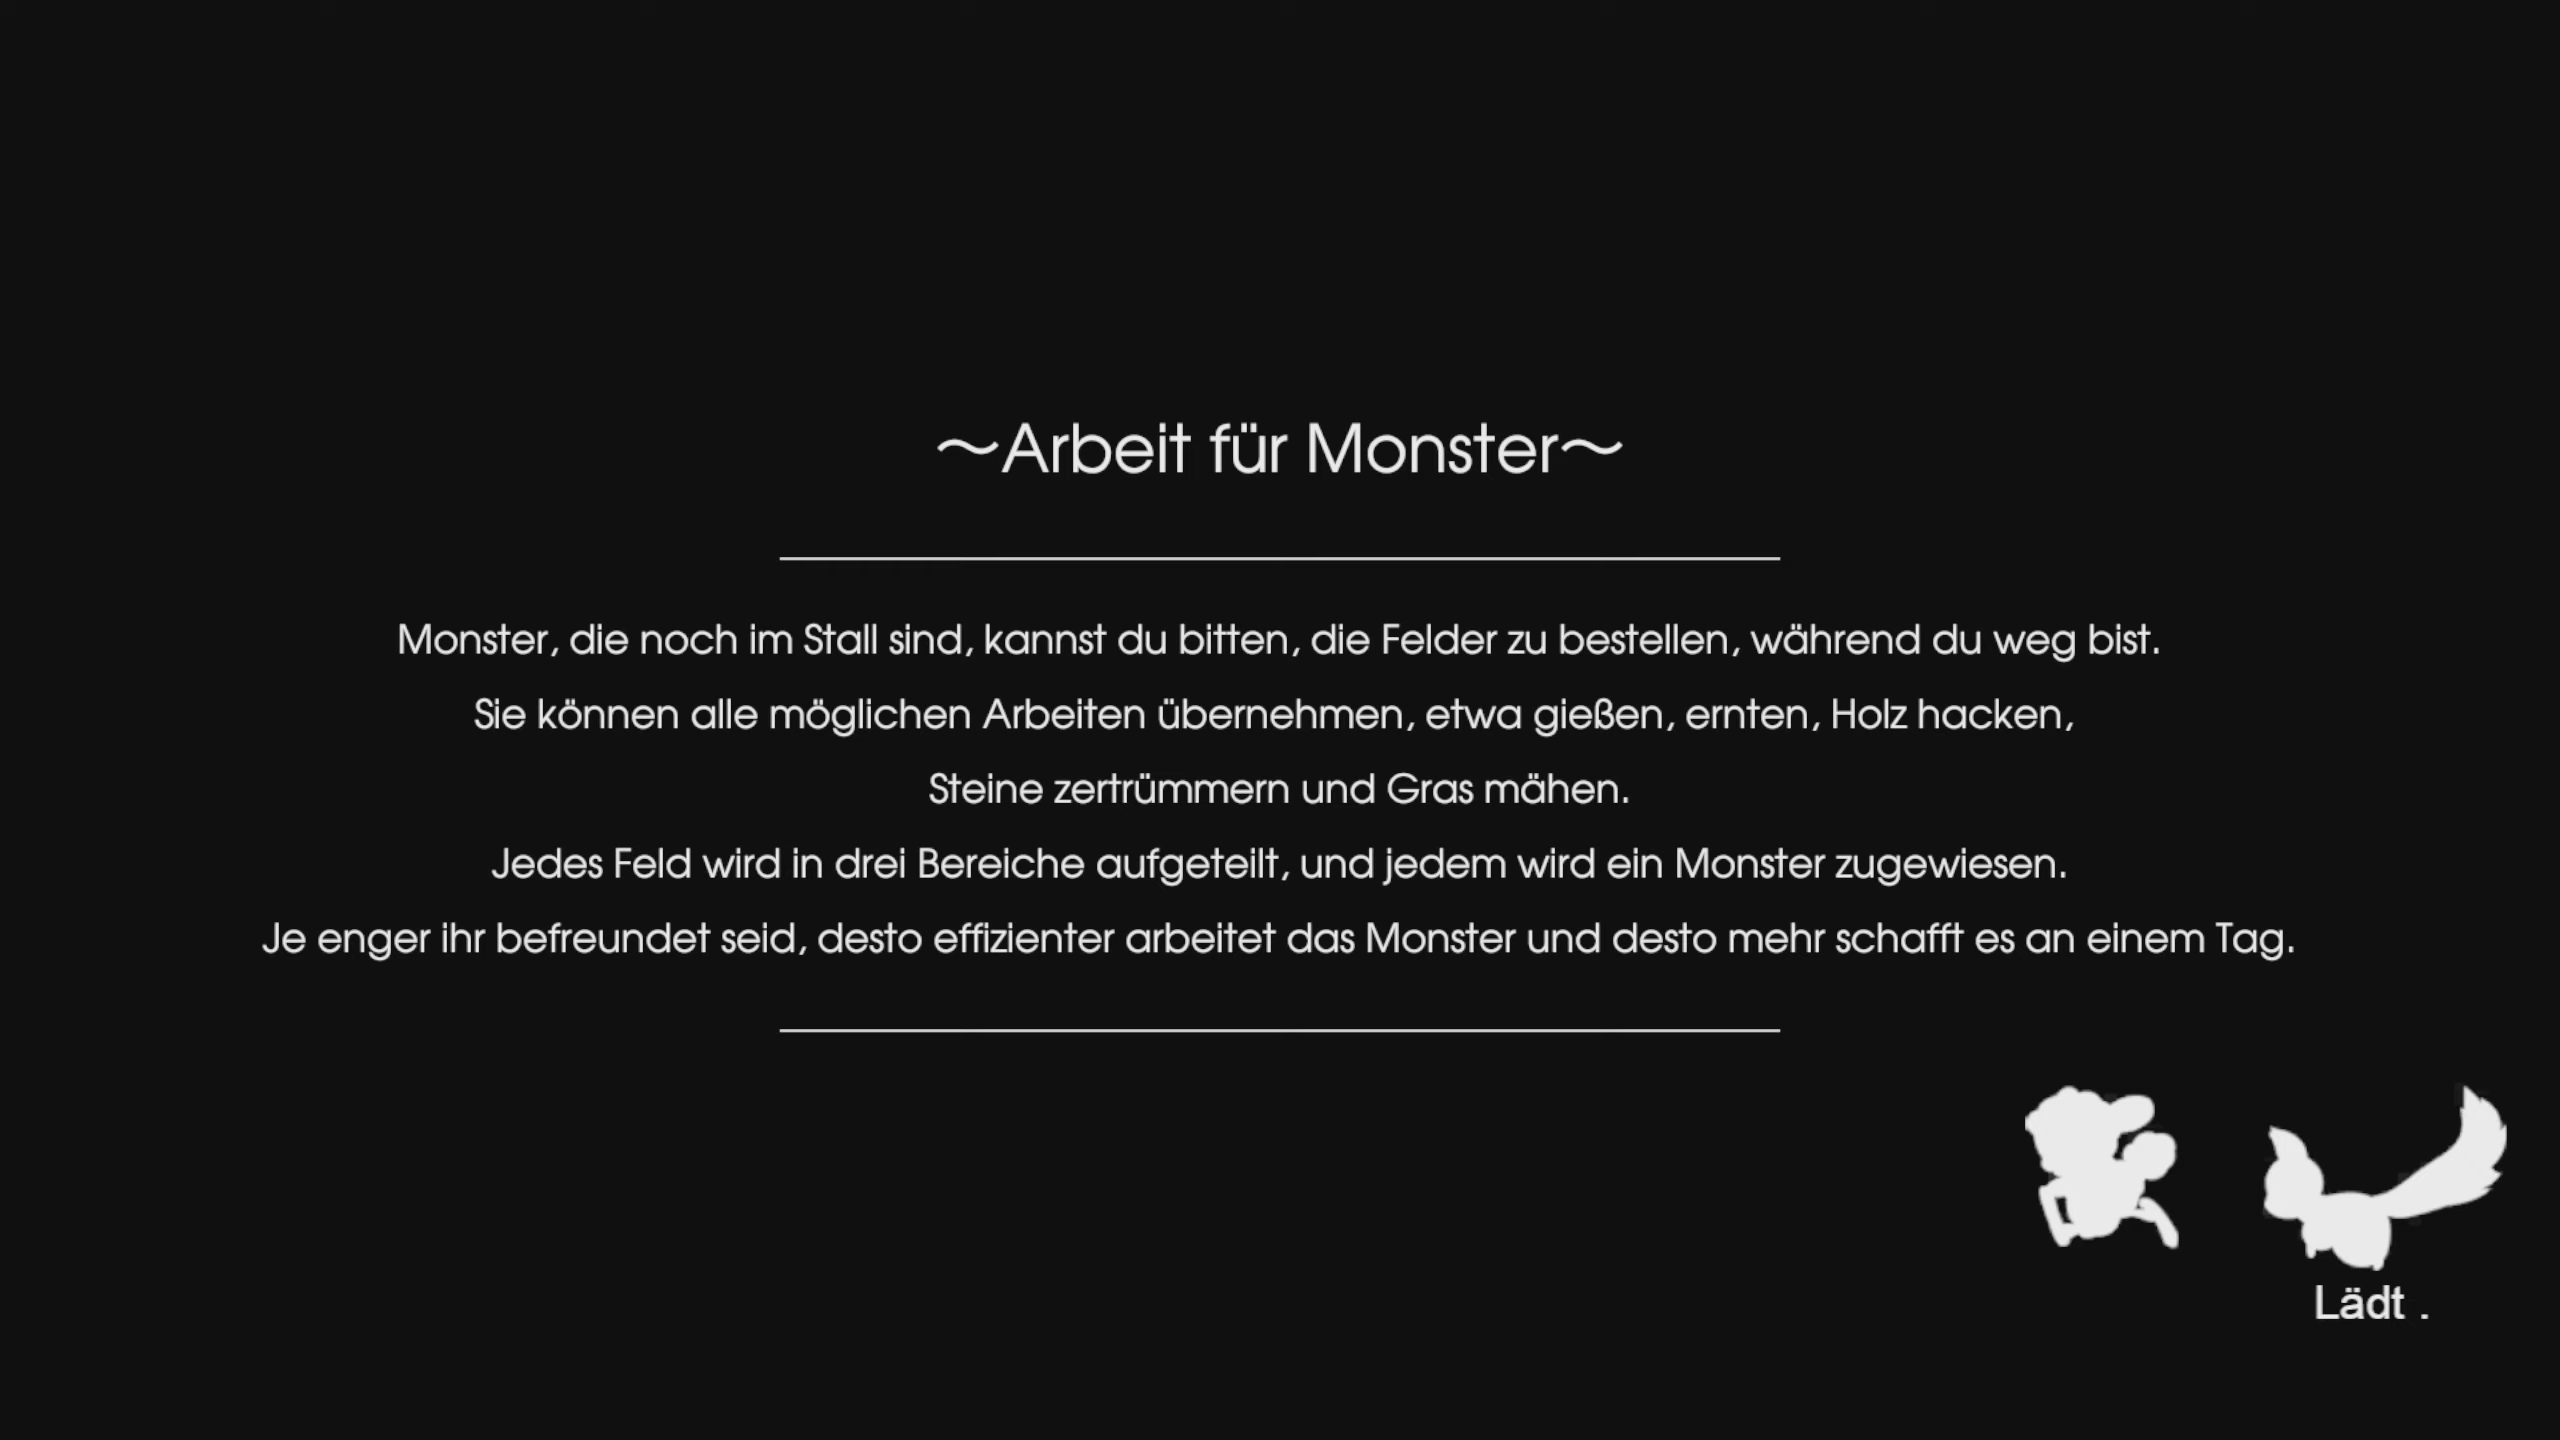 ～Arbeit für Monster～
Monster, die noch im Stall sind, kannst du bitten, die Felder zu bestellen, während du weg bist.
Sie können alle möglichen Arbeiten übernehmen, etwa gießen, ernten, Holz hacken,
Steine zertrümmern und Gras mähen.
Jedes Feld wird in drei Bereiche aufgeteilt, und jedem wird ein Monster zugewiesen.
Je enger ihr befreundet seid, desto effizienter arbeitet das Monster und desto mehr schafft es an einem Tag.
Lädt .